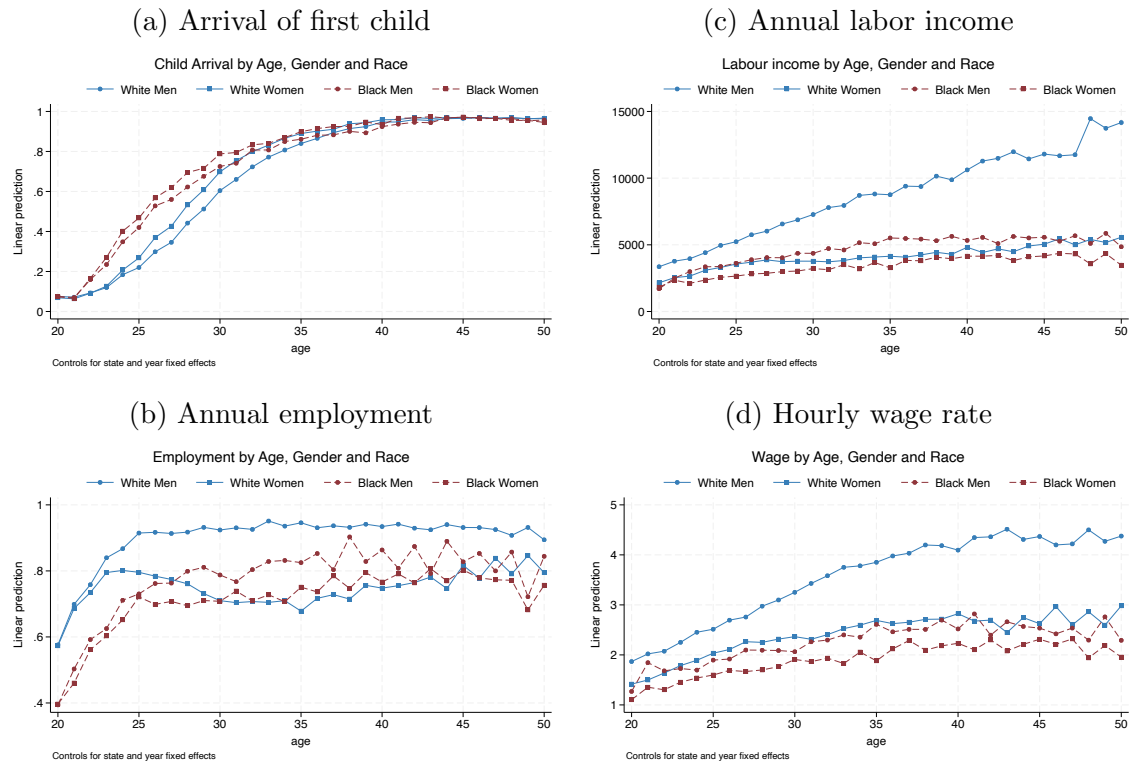 (a) Arrival of first child
Child Arrival by Age, Gender and Race
White Men White Women Black Men Black Women
Linear prediction
1
.8
.6
.4
.2
0
20 25 30 35 40 45 50
age
Controls for state and year fixed effects
(c) Annual labor income
Labour income by Age, Gender and Race
White Men White Women Black Men Black Women
Linear prediction
15000
10000
5000
0
20 25 30 35 40 45 50
age
Controls for state and year fixed effects
(b) Annual employment
Employment by Age, Gender and Race
White Men White Women Black Men Black Women
Linear prediction
1
.8
.6
.4
20 25 30 35 40 45 50
age
Controls for state and year fixed effects
(d) Hourly wage rate
Wage by Age, Gender and Race
White Men White Women Black Men Black Women
Linear prediction
5
4
3
2
1
20 25 30 35 40 45 50
age
Controls for state and year fixed effects